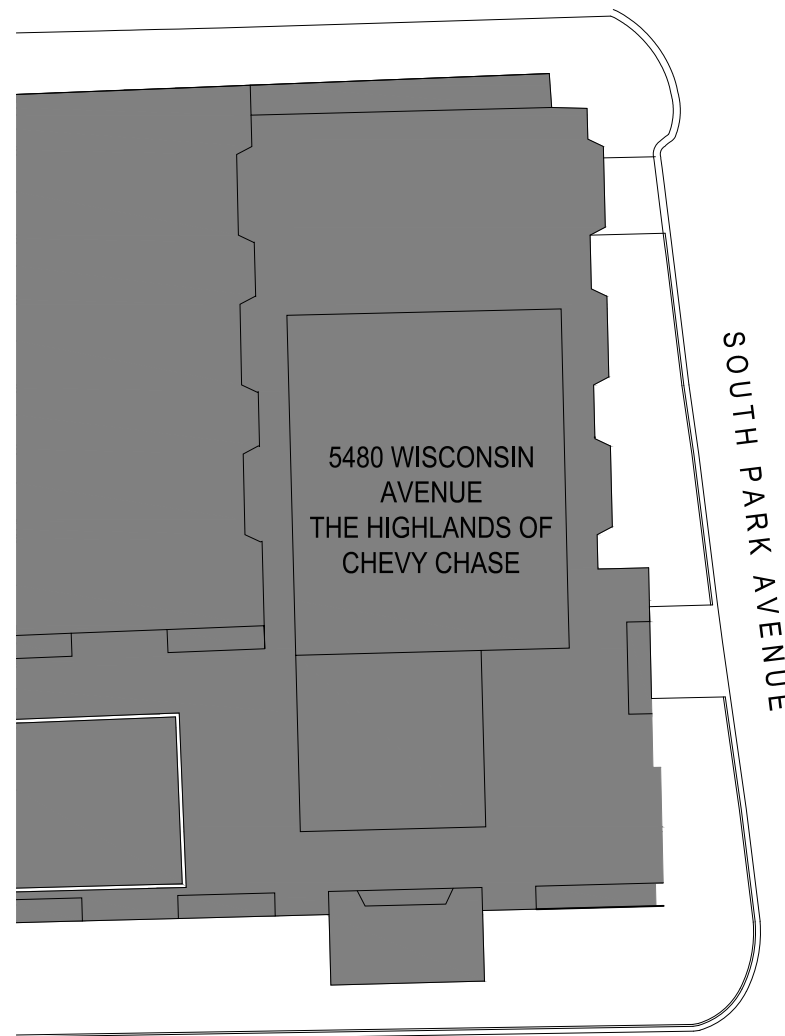 5480 WISCONSIN
AVENUE
THE HIGHLANDS OF
CHEVY CHASE
SOUTH PARK AVENUE